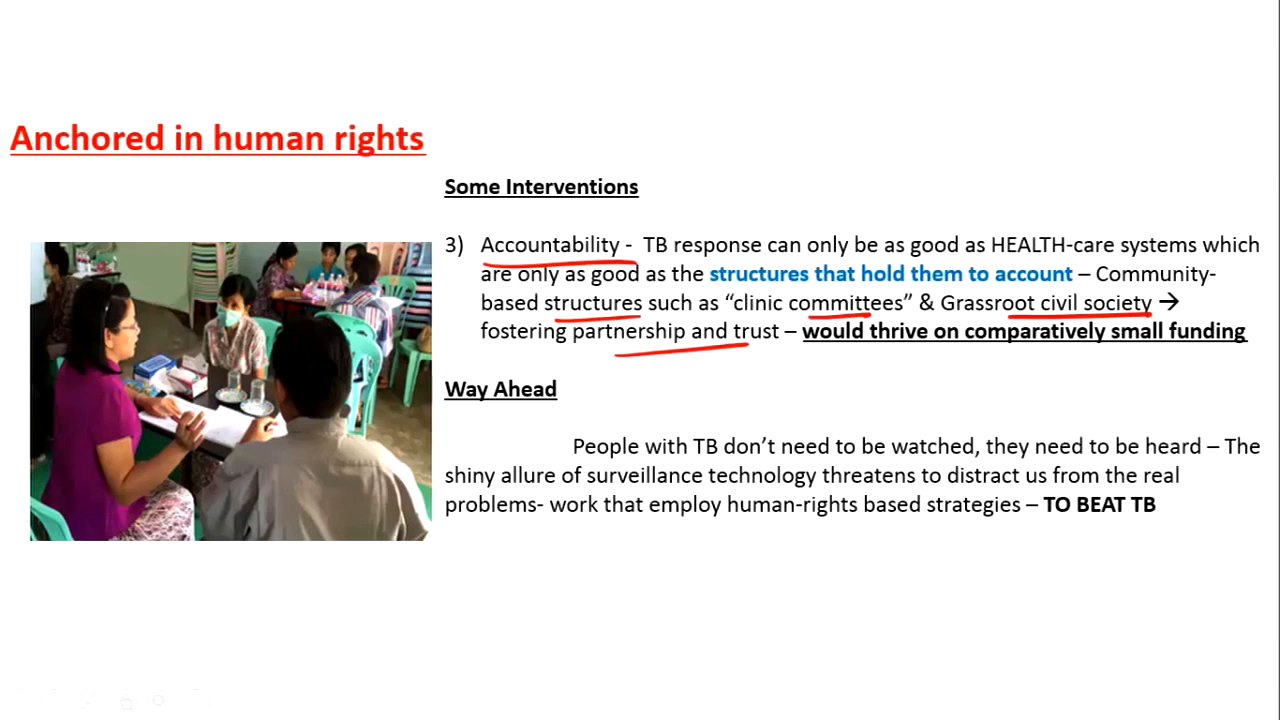 Anchored in human rights
Some Interventions
3) Accountability - TB response can only be as good as HEALTH-care systems which
are only as good as the structures that hold them to account – Community-
based structures such as “clinic committees” & Grassroot civil society →
fostering partnership and trust – would thrive on comparatively small funding
Way Ahead
People with TB don’t need to be watched, they need to be heard – The
shiny allure of surveillance technology threatens to distract us from the real
problems- work that employ human-rights based strategies – TO BEAT TB